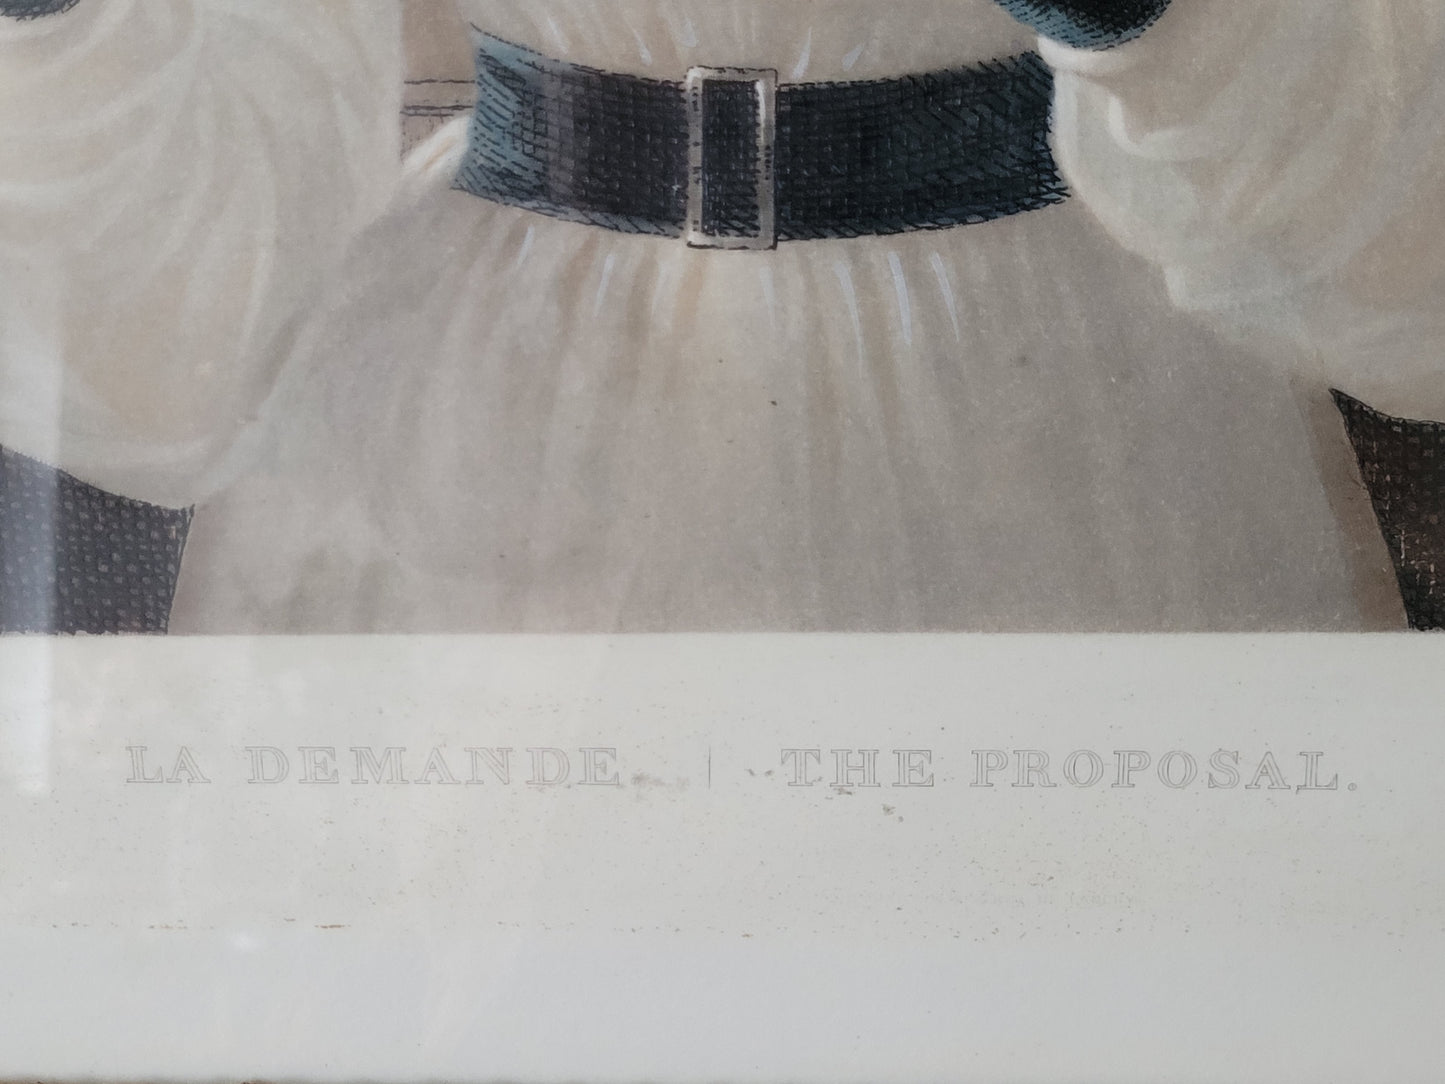 LA DEMANDE. | THE PROPOSAL.